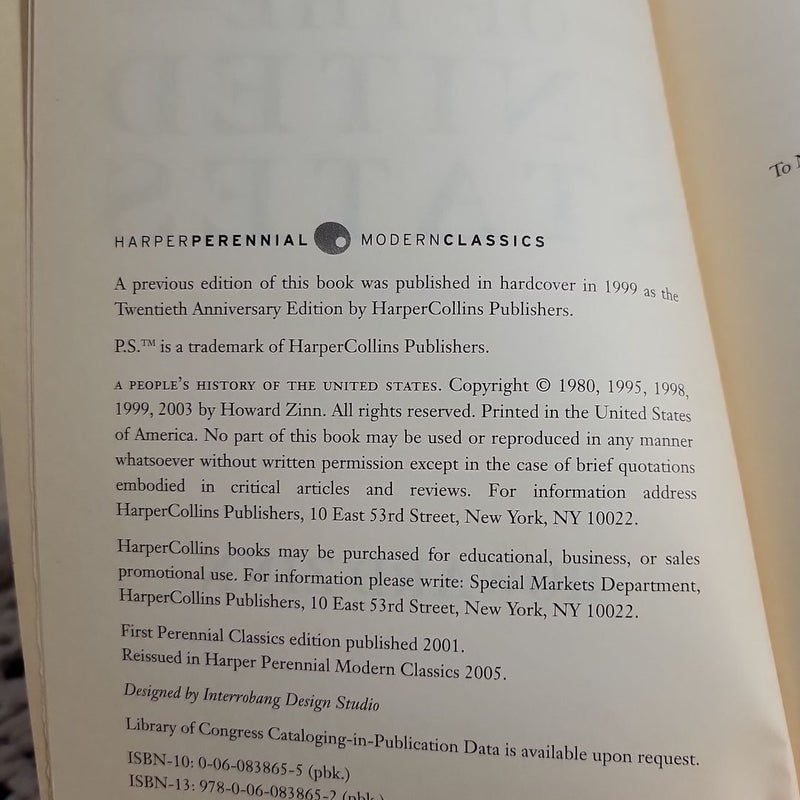 HARPERPERENNIAL MODERNCLASSICS
A previous edition of this book was published in hardcover in 1999 as the
Twentieth Anniversary Edition by HarperCollins Publishers.
P.S.™ is a trademark of HarperCollins Publishers.
A PEOPLE'S HISTORY OF THE UNITED STATES. Copyright © 1980, 1995, 1998,
1999, 2003 by Howard Zinn. All rights reserved. Printed in the United States
of America. No part of this book may be used or reproduced in any manner
whatsoever without written permission except in the case of brief quotations
embodied in critical articles and reviews. For information address
HarperCollins Publishers, 10 East 53rd Street, New York, NY 10022.
HarperCollins books may be purchased for educational, business, or sales
promotional use. For information please write: Special Markets Department,
HarperCollins Publishers, 10 East 53rd Street, New York, NY 10022.
First Perennial Classics edition published 2001.
Reissued in Harper Perennial Modern Classics 2005.
Designed by Interrobang Design Studio
Library of Congress Cataloging-in-Publication Data is available upon request.
ISBN-10: 0-06-083865-5 (pbk.)
ISBN-13: 978-0-06-083865-2 (pbk.)
To